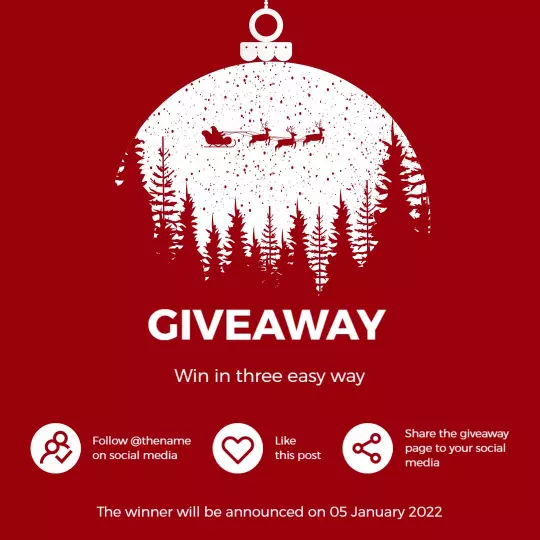 GIVEAWAY
Win in three easy way
Follow @thename
on social media
Like
this post
Share the giveaway
page to your social
media
The winner will be announced on 05 January 2022